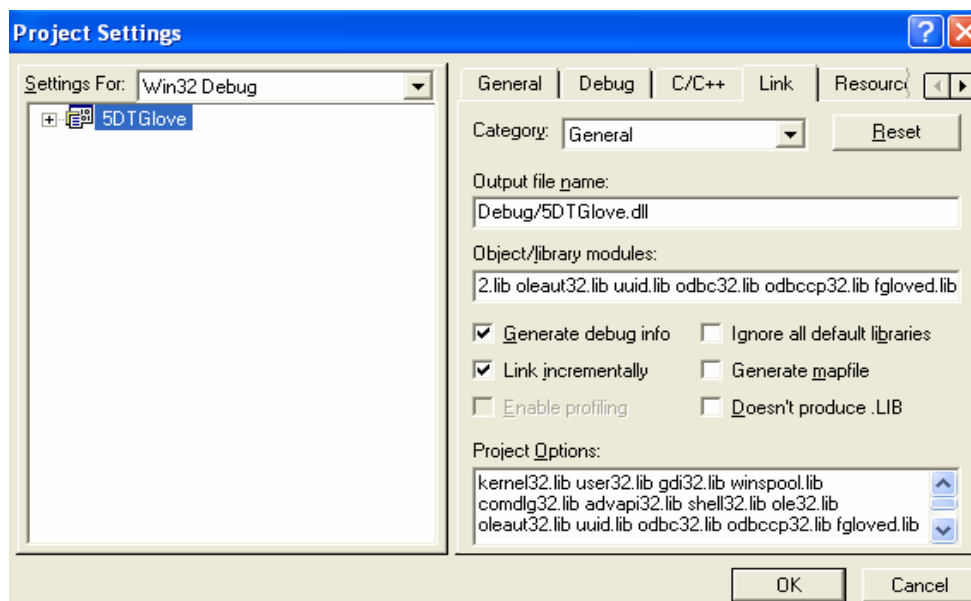 Project Settings
Settings For: Win32 Debug
5DTGlove
General Debug C/C++ Link Resourc
Category: General Reset
Output file name:
Debug/5DTGlove.dll
Object/library modules:
2.lib oleaut32.lib uuid.lib odbc32.lib odbccp32.lib fgloved.lib
Generate debug info Ignore all default libraries
Link incrementally Generate mapfile
Enable profiling Doesn't produce .LIB
Project Options:
kernel32.lib user32.lib gdi32.lib winspool.lib
comdlg32.lib advapi32.lib shell32.lib ole32.lib
oleaut32.lib uuid.lib odbc32.lib odbccp32.lib fgloved.lib
OK Cancel